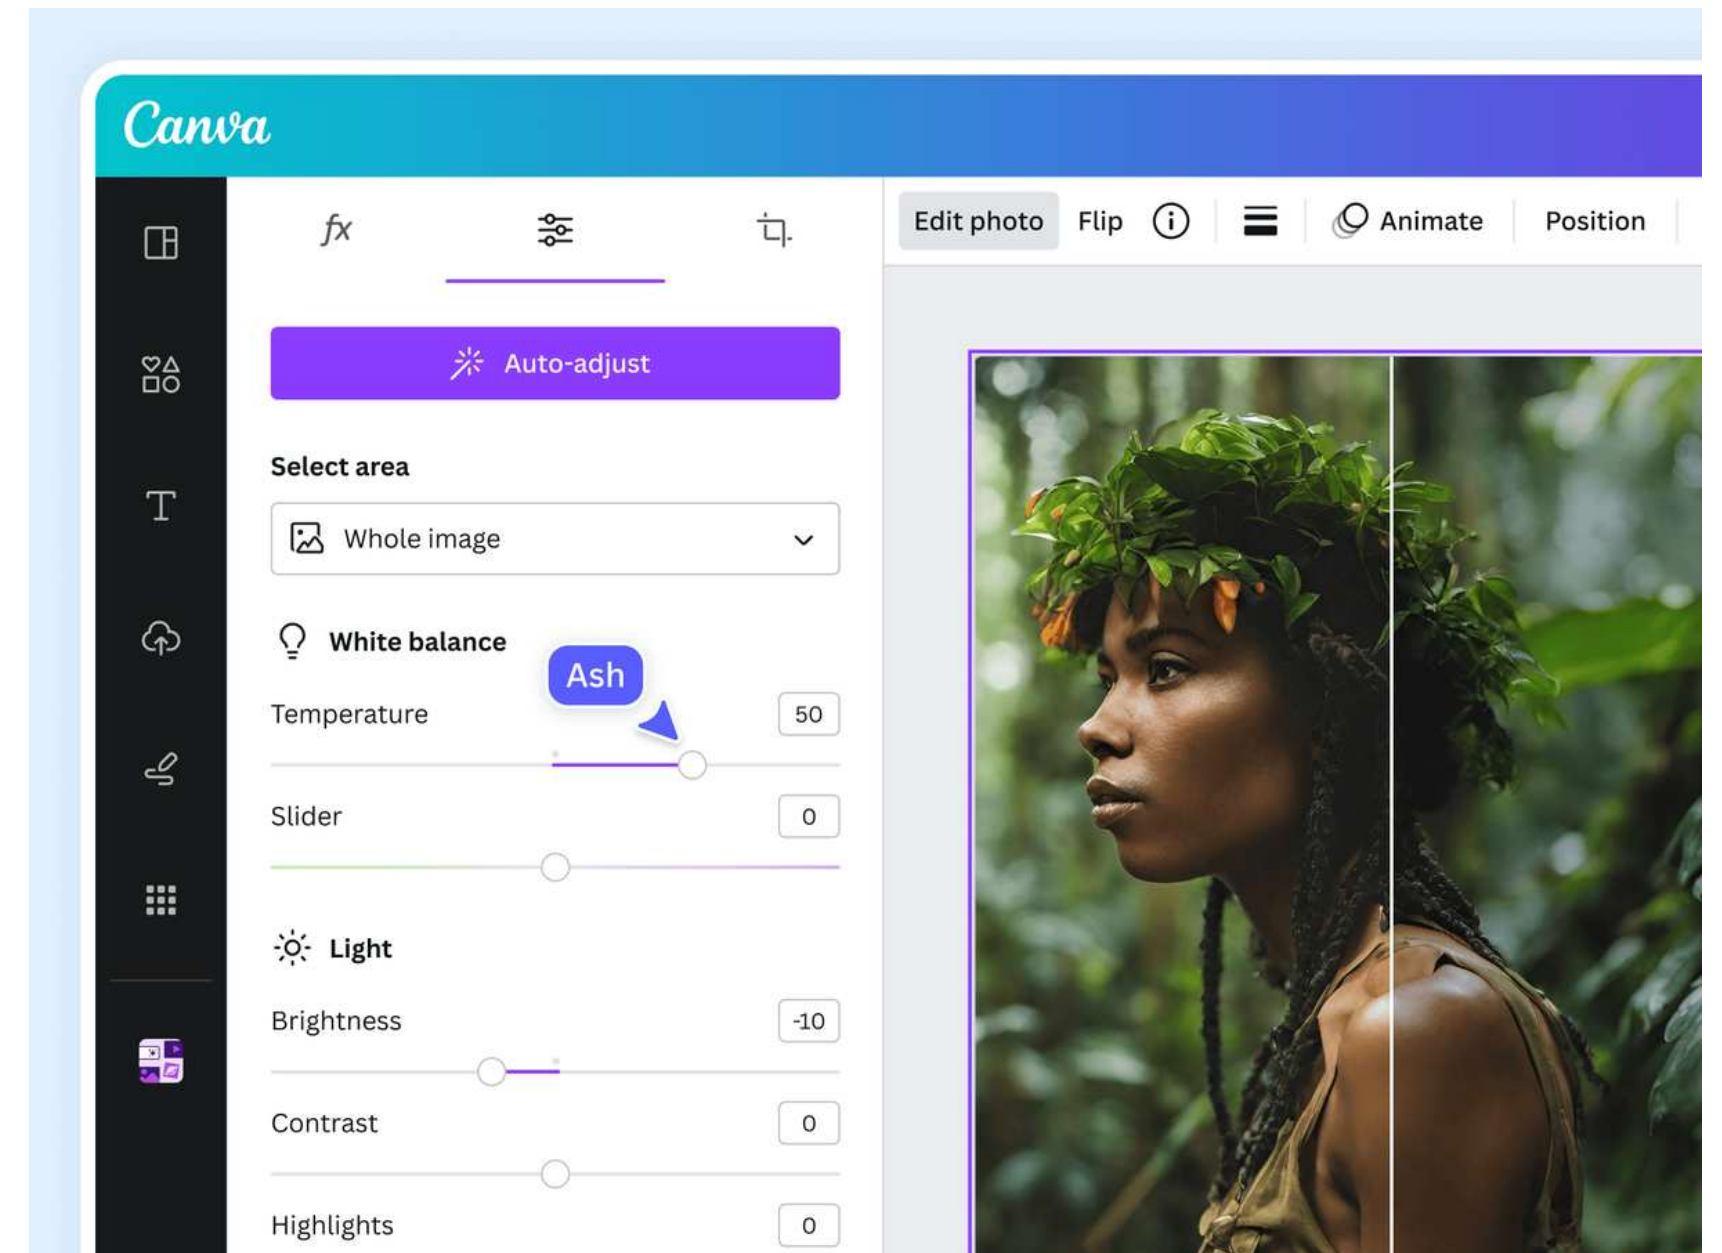 Canva
fx
Edit photo Flip Animate Position
Auto-adjust
Select area
Whole image
White balance
Ash
Temperature 50
Slider 0
Light
Brightness -10
Contrast 0
Highlights 0